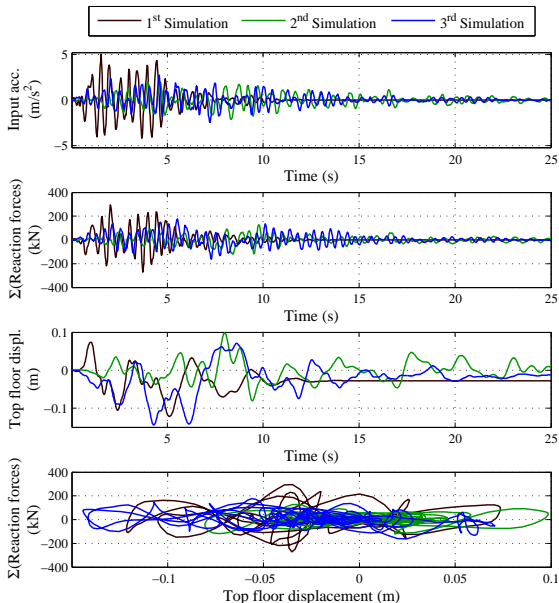 1st Simulation 2nd Simulation 3rd Simulation
Input acc.
(m/s²)
5
0
−5
5 10 15 20 25
Time (s)
Σ(Reaction forces)
(kN)
400
200
0
−200
−400
5 10 15 20 25
Time (s)
Top floor displ.
(m)
0.1
0
−0.1
5 10 15 20 25
Time (s)
Σ(Reaction forces)
(kN)
400
200
0
−200
−400
−0.1 −0.05 0 0.05 0.1
Top floor displacement (m)